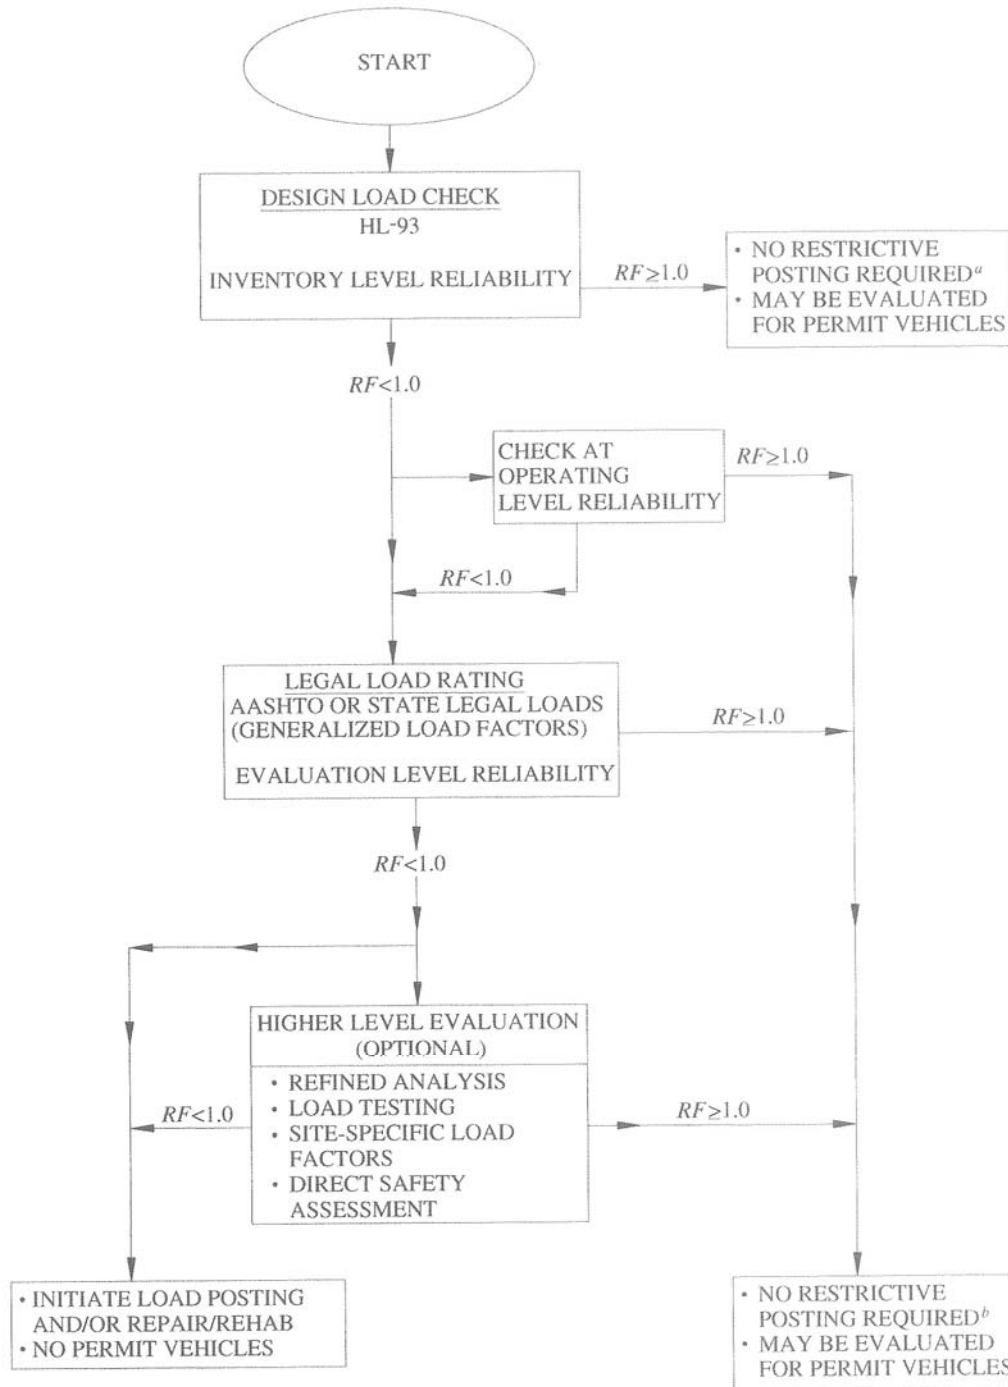 START
DESIGN LOAD CHECK
HL-93
INVENTORY LEVEL RELIABILITY
RF≥1.0
• NO RESTRICTIVE
POSTING REQUIREDᵃ
• MAY BE EVALUATED
FOR PERMIT VEHICLES
RF<1.0
CHECK AT
OPERATING
LEVEL RELIABILITY
RF≥1.0
RF<1.0
LEGAL LOAD RATING
AASHTO OR STATE LEGAL LOADS
(GENERALIZED LOAD FACTORS)
EVALUATION LEVEL RELIABILITY
RF≥1.0
RF<1.0
HIGHER LEVEL EVALUATION
(OPTIONAL)
• REFINED ANALYSIS
• LOAD TESTING
• SITE-SPECIFIC LOAD
FACTORS
• DIRECT SAFETY
ASSESSMENT
RF<1.0
RF≥1.0
• INITIATE LOAD POSTING
AND/OR REPAIR/REHAB
• NO PERMIT VEHICLES
• NO RESTRICTIVE
POSTING REQUIREDᵇ
• MAY BE EVALUATED
FOR PERMIT VEHICLES